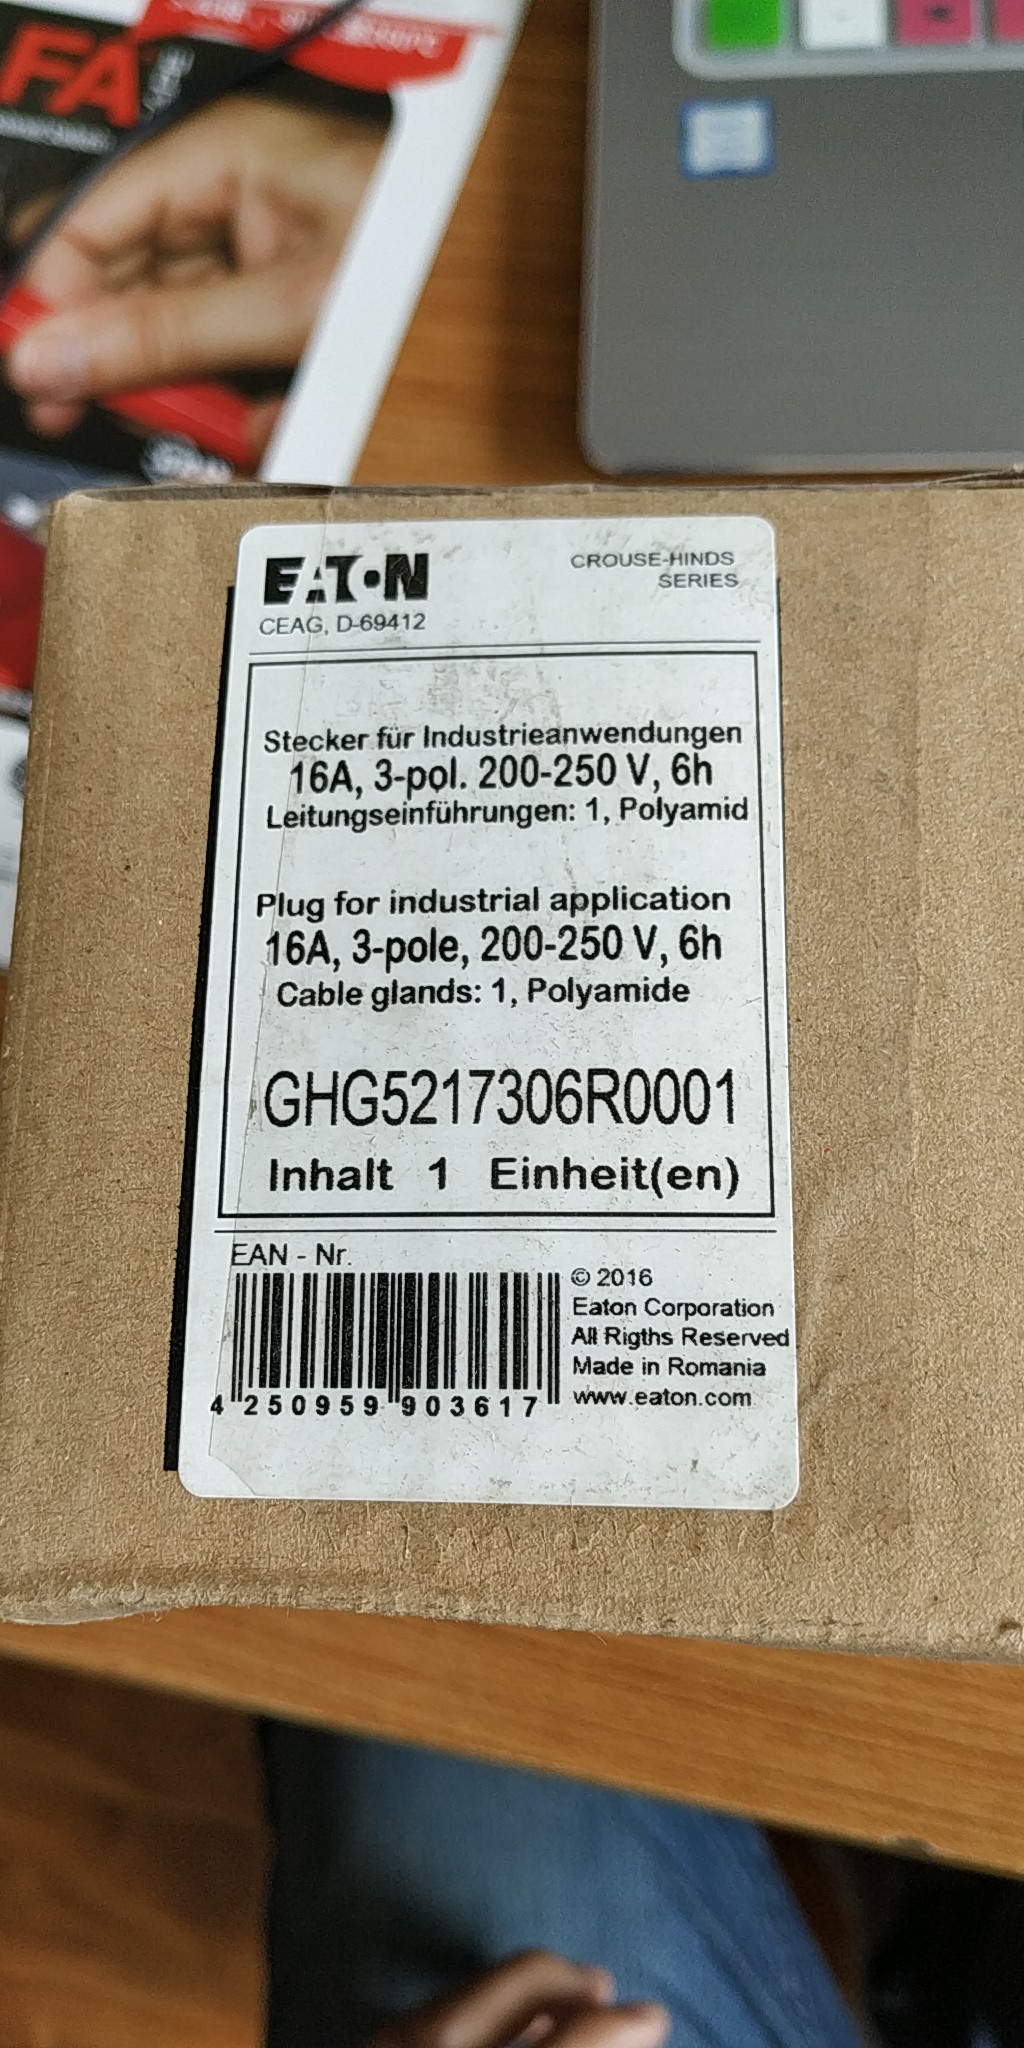 FA
EATON
CROUSE-HINDS
SERIES
CEAG, D-69412
Stecker für Industrieanwendungen
16A, 3-pol. 200-250 V, 6h
Leitungseinführungen: 1, Polyamid
Plug for industrial application
16A, 3-pole, 200-250 V, 6h
Cable glands: 1, Polyamide
GHG5217306R0001
Inhalt 1 Einheit(en)
EAN - Nr.
4 250959 903617
© 2016
Eaton Corporation
All Rigths Reserved
Made in Romania
www.eaton.com